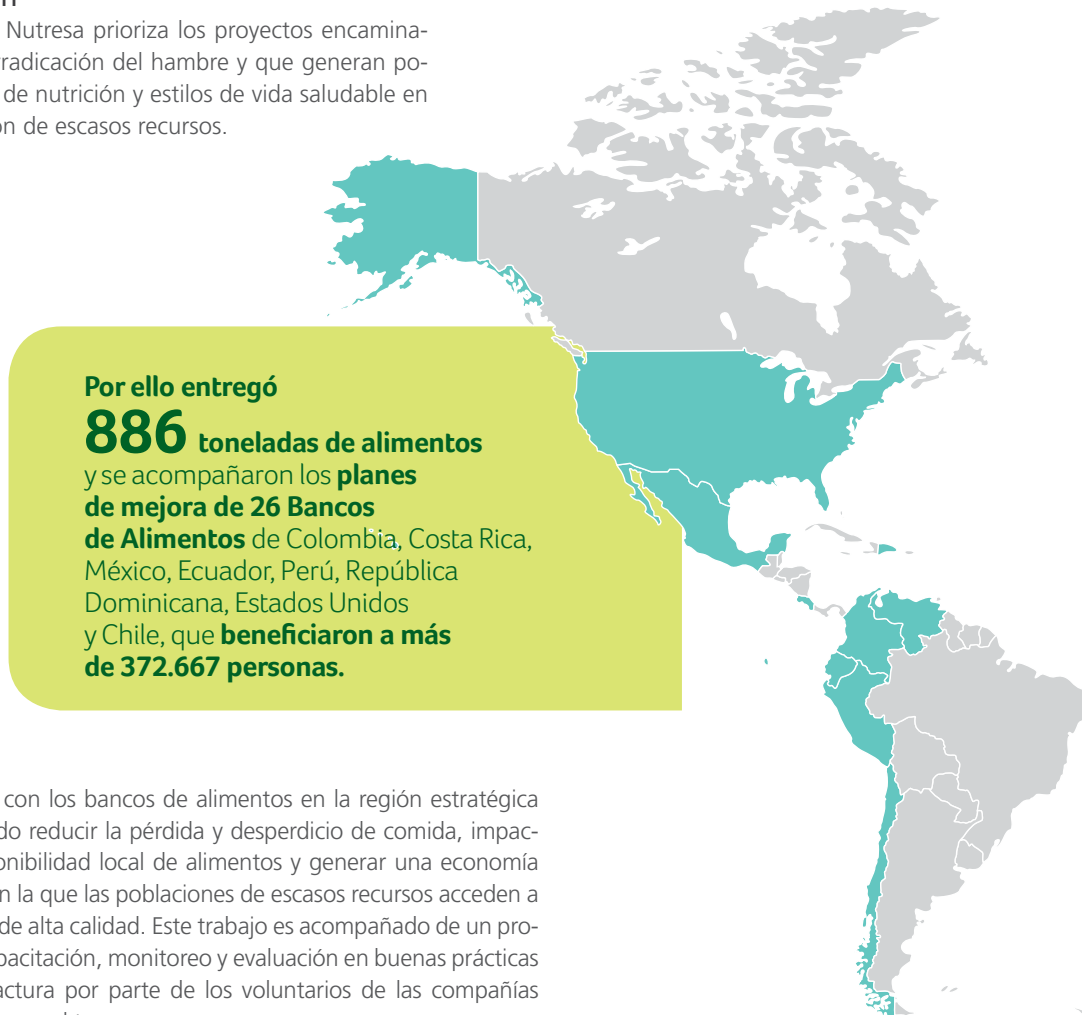 Nutresa prioriza los proyectos encamina-
rradicación del hambre y que generan po-
de nutrición y estilos de vida saludable en
ón de escasos recursos.
Por ello entregó
886 toneladas de alimentos
y se acompañaron los planes
de mejora de 26 Bancos
de Alimentos de Colombia, Costa Rica,
México, Ecuador, Perú, República
Dominicana, Estados Unidos
y Chile, que beneficiaron a más
de 372.667 personas.
con los bancos de alimentos en la región estratégica
do reducir la pérdida y desperdicio de comida, impac-
onibilidad local de alimentos y generar una economía
n la que las poblaciones de escasos recursos acceden a
de alta calidad. Este trabajo es acompañado de un pro-
pacitación, monitoreo y evaluación en buenas prácticas
actura por parte de los voluntarios de las compañías